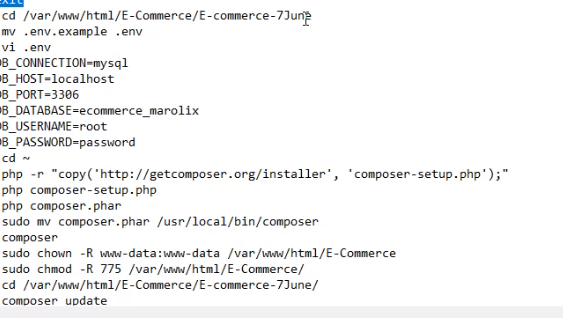 exit
cd /var/www/html/E-Commerce/E-commerce-7June
mv .env.example .env
vi .env
DB_CONNECTION=mysql
DB_HOST=localhost
DB_PORT=3306
DB_DATABASE=ecommerce_marolix
DB_USERNAME=root
DB_PASSWORD=password
cd ~
php -r "copy('http://getcomposer.org/installer', 'composer-setup.php');"
php composer-setup.php
php composer.phar
sudo mv composer.phar /usr/local/bin/composer
composer
sudo chown -R www-data:www-data /var/www/html/E-Commerce
sudo chmod -R 775 /var/www/html/E-Commerce/
cd /var/www/html/E-Commerce/E-commerce-7June/
composer update